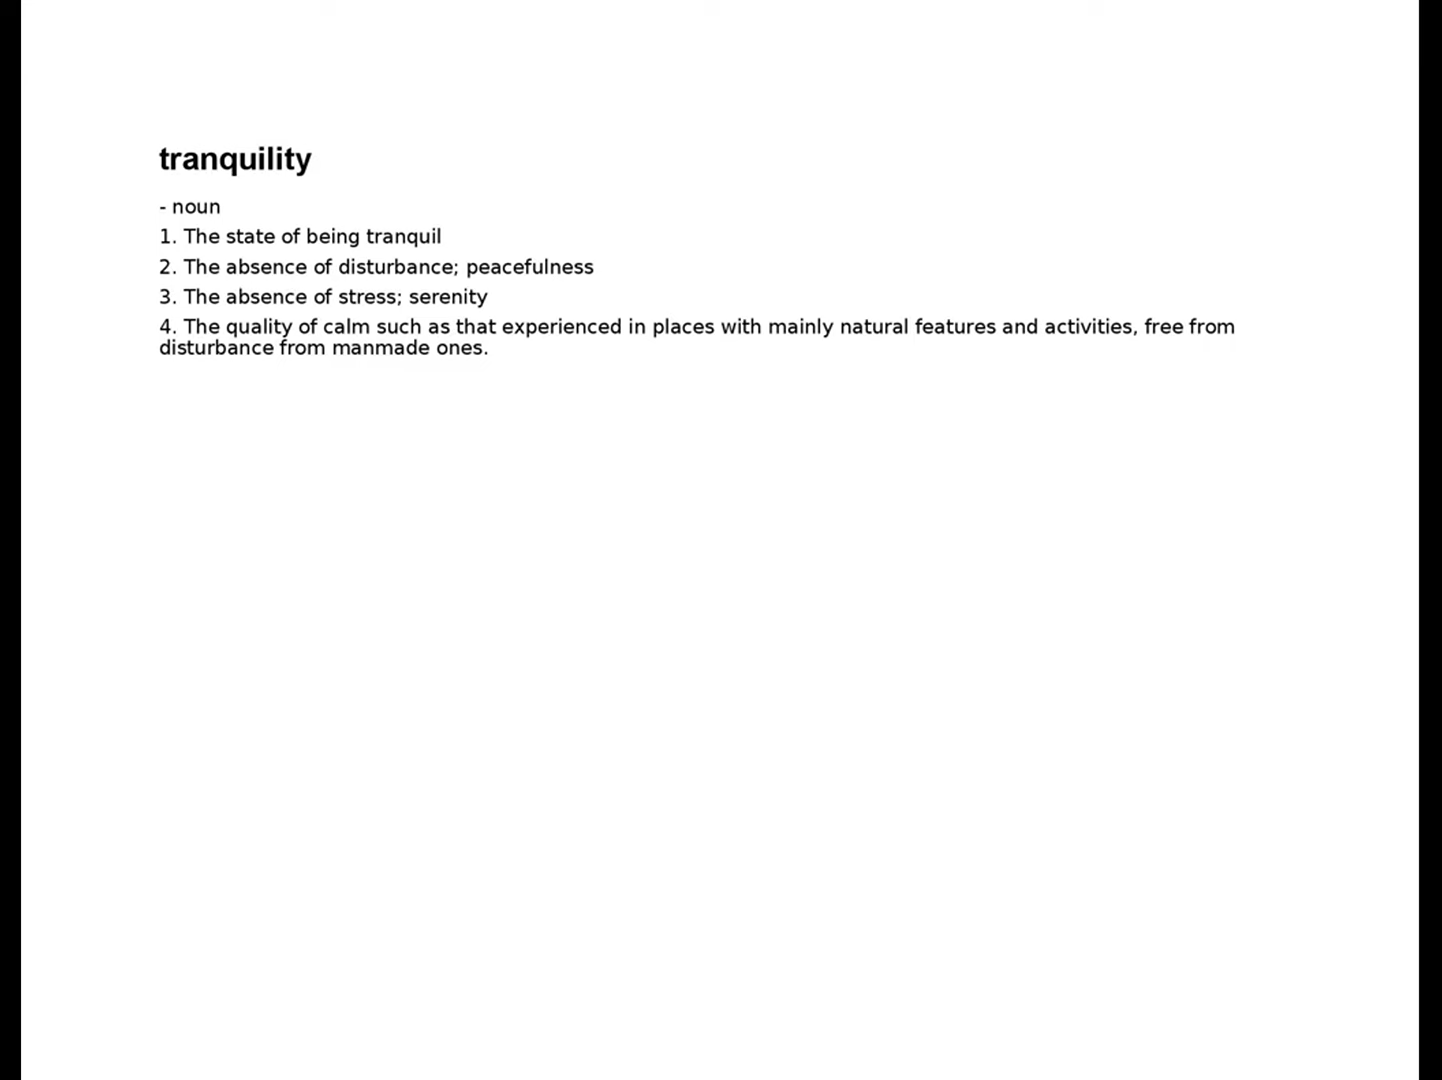 tranquility
- noun
1. The state of being tranquil
2. The absence of disturbance; peacefulness
3. The absence of stress; serenity
4. The quality of calm such as that experienced in places with mainly natural features and activities, free from
disturbance from manmade ones.